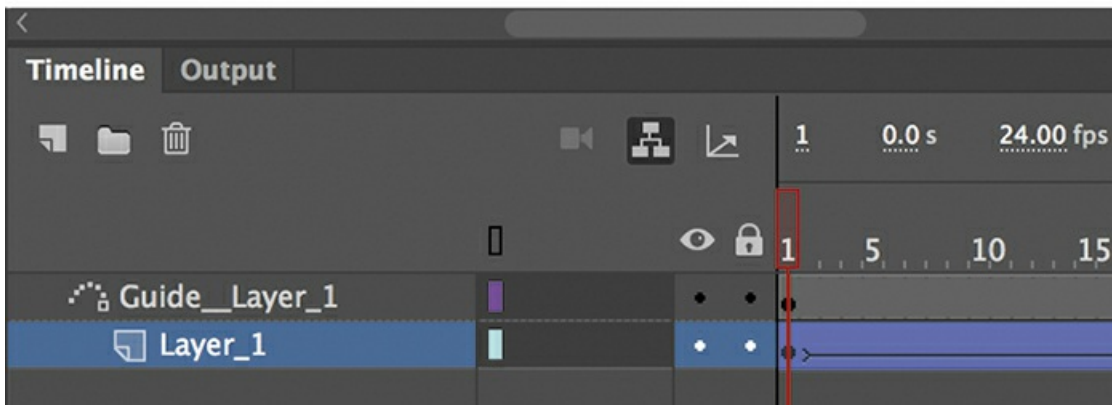 Timeline Output
1 0.0 s 24.00 fps
1 5 10 15
Guide__Layer_1
Layer_1